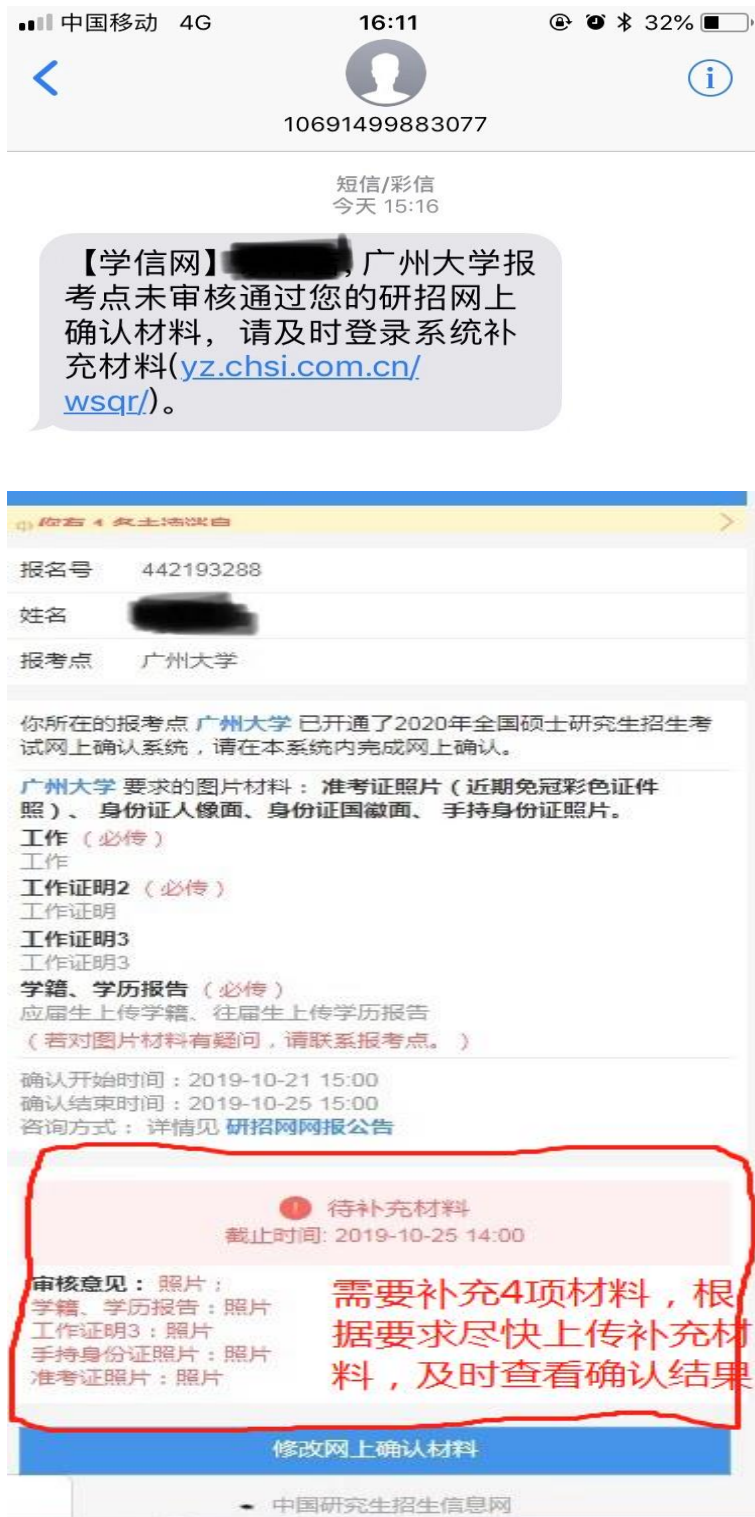 中国移动 4G 16:11 32%
10691499883077
短信/彩信
今天 15:16
【学信网】 , 广州大学报
考点未审核通过您的研招网上
确认材料，请及时登录系统补
充材料(yz.chsi.com.cn/
wsqr/)。
报名号 442193288
姓名
报考点 广州大学
你所在的报考点 广州大学 已开通了2020年全国硕士研究生招生考
试网上确认系统，请在本系统内完成网上确认。
广州大学 要求的图片材料： 准考证照片（近期免冠彩色证件
照）、 身份证人像面、身份证国徽面、 手持身份证照片。
工作（必传）
工作
工作证明2（必传）
工作证明
工作证明3
工作证明3
学籍、学历报告（必传）
应届生上传学籍、往届生上传学历报告
（若对图片材料有疑问，请联系报考点。）
确认开始时间：2019-10-21 15:00
确认结束时间：2019-10-25 15:00
咨询方式： 详情见 研招网网报公告
待补充材料
截止时间: 2019-10-25 14:00
审核意见： 照片；
学籍、学历报告：照片
工作证明3：照片
手持身份证照片：照片
准考证照片：照片
需要补充4项材料，根
据要求尽快上传补充材
料，及时查看确认结果
修改网上确认材料
中国研究生招生信息网